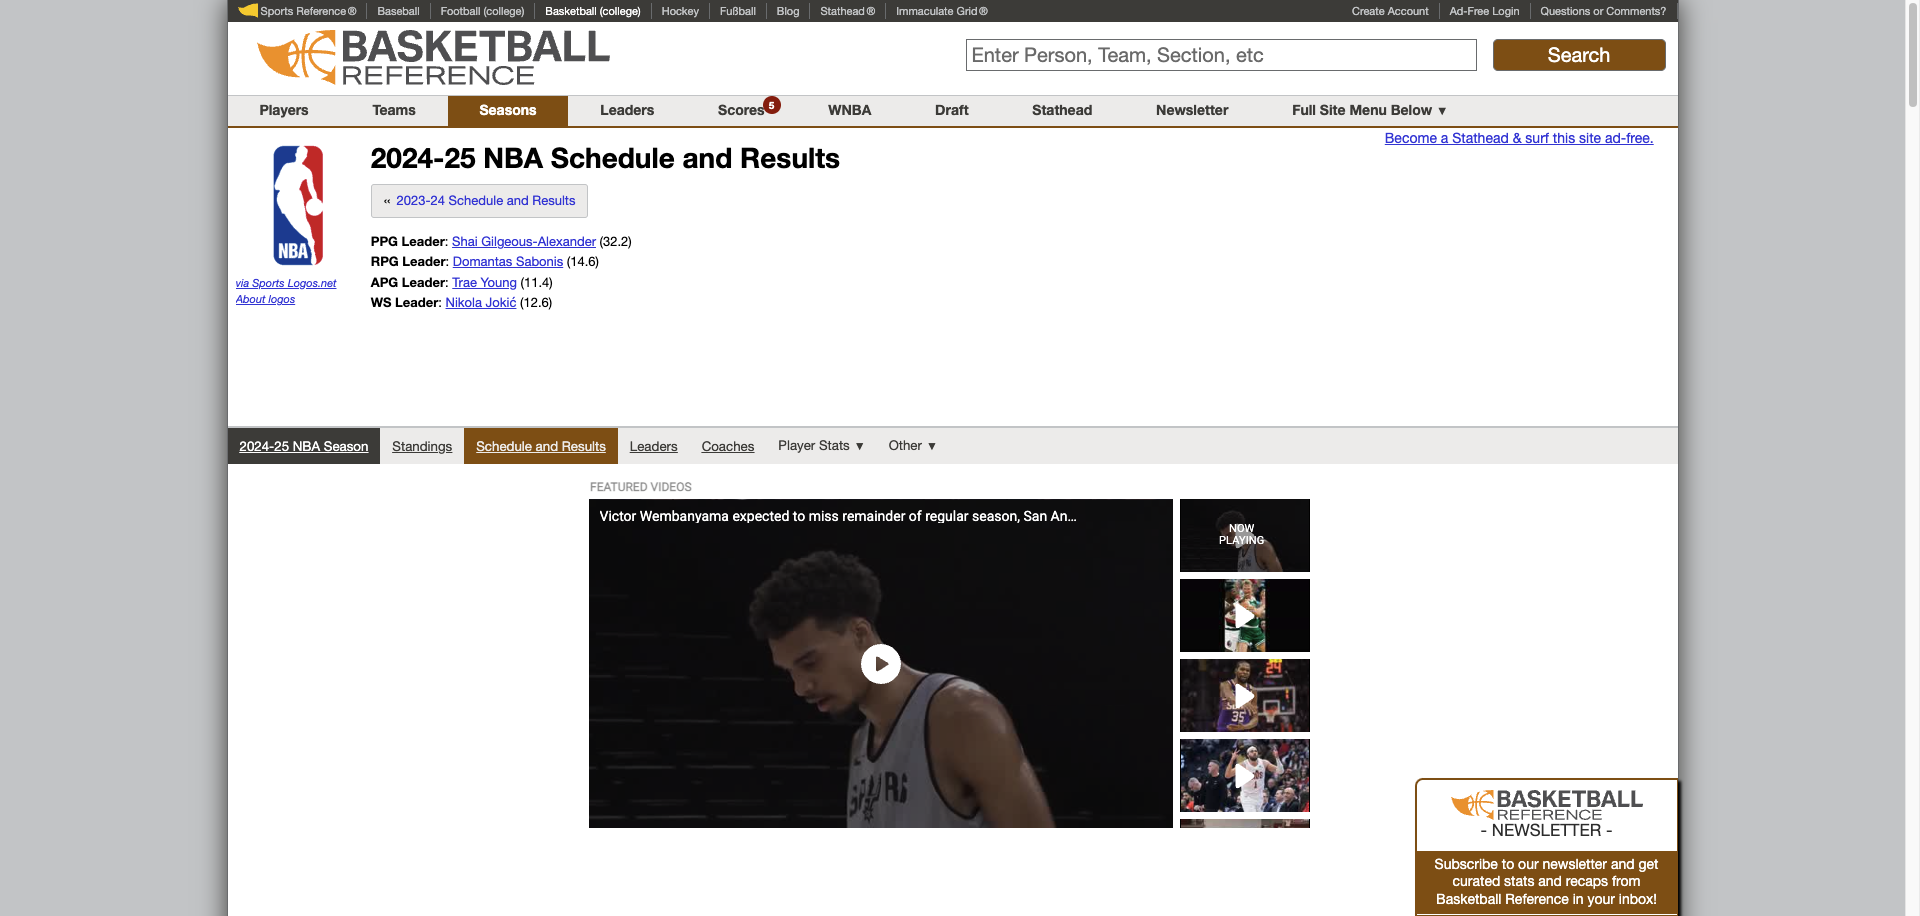 Sports Reference®
Baseball
Football (college)
Basketball (college)
Hockey
Fußball
Blog
Stathead®
Immaculate Grid®
Create Account
Ad-Free Login
Questions or Comments?
BASKETBALL
REFERENCE
Enter Person, Team, Section, etc
Search
Players
Teams
Seasons
Leaders
Scores 5
WNBA
Draft
Stathead
Newsletter
Full Site Menu Below ▼
Become a Stathead & surf this site ad-free.
NBA
via Sports Logos.net
About logos
2024-25 NBA Schedule and Results
« 2023-24 Schedule and Results
PPG Leader: Shai Gilgeous-Alexander (32.2)
RPG Leader: Domantas Sabonis (14.6)
APG Leader: Trae Young (11.4)
WS Leader: Nikola Jokić (12.6)
2024-25 NBA Season
Standings
Schedule and Results
Leaders
Coaches
Player Stats ▼
Other ▼
FEATURED VIDEOS
Victor Wembanyama expected to miss remainder of regular season, San An...
NOW
PLAYING
24
35
BASKETBALL
REFERENCE
- NEWSLETTER -
Subscribe to our newsletter and get
curated stats and recaps from
Basketball Reference in your inbox!